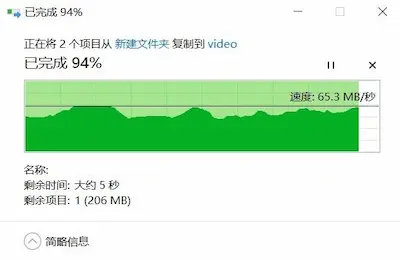 已完成 94%
正在将 2 个项目从 新建文件夹 复制到 video
已完成 94%
速度: 65.3 MB/秒
名称:
剩余时间: 大约 5 秒
剩余项目: 1 (206 MB)
简略信息